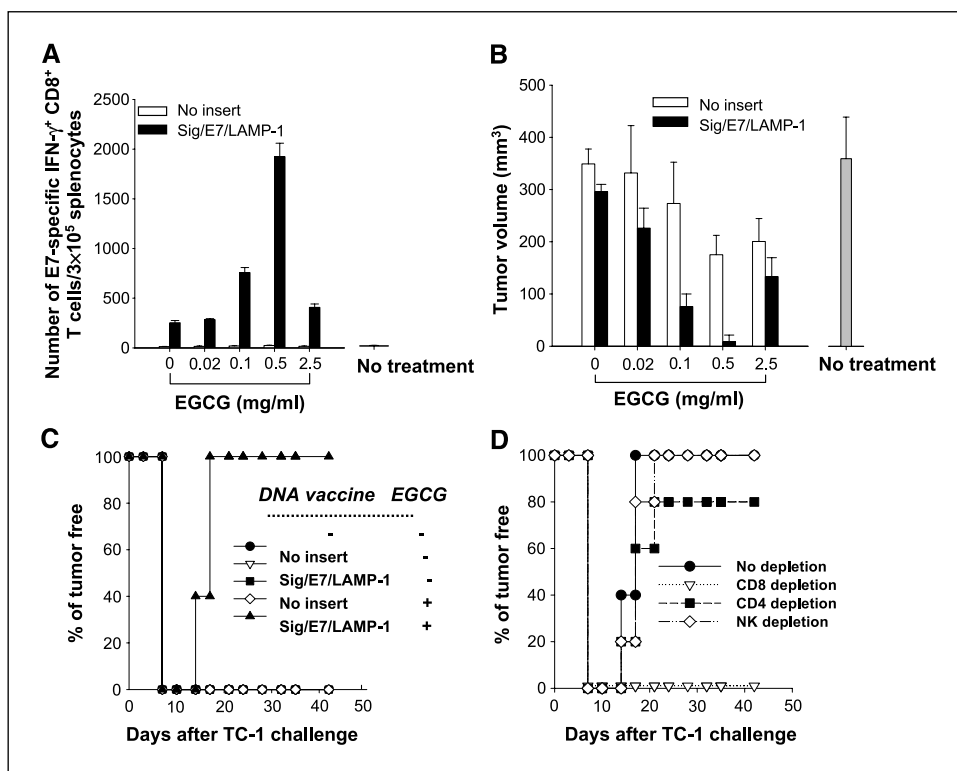 A
Number of E7-specific IFN-γ+ CD8+
T cells/3×10⁵ splenocytes
2500
2000
1500
1000
500
0
No insert
Sig/E7/LAMP-1
0 0.02 0.1 0.5 2.5
No treatment
EGCG (mg/ml)
B
Tumor volume (mm³)
500
400
300
200
100
0
No insert
Sig/E7/LAMP-1
0 0.02 0.1 0.5 2.5
No treatment
EGCG (mg/ml)
C
% of tumor free
100
80
60
40
20
0
DNA vaccine EGCG
- -
No insert -
Sig/E7/LAMP-1 -
No insert +
Sig/E7/LAMP-1 +
0 10 20 30 40 50
Days after TC-1 challenge
D
% of tumor free
100
80
60
40
20
0
No depletion
CD8 depletion
CD4 depletion
NK depletion
0 10 20 30 40 50
Days after TC-1 challenge